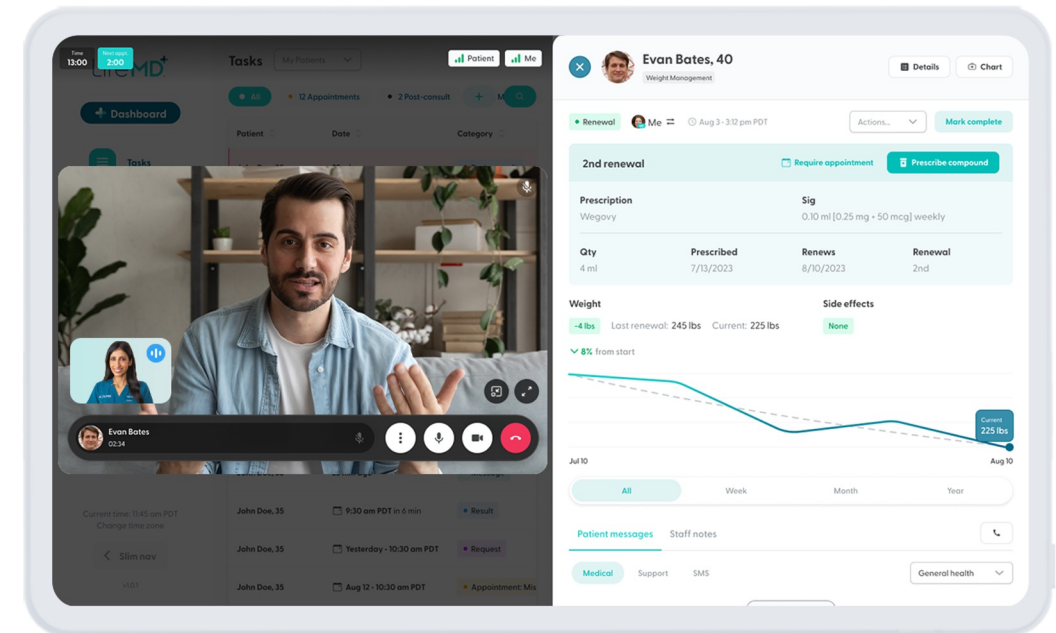 Time
13:00
Next appt.
2:00
LifeMD+
Tasks
My Patients
Patient
Me
All
12 Appointments
2 Post-consult
+
M
Dashboard
Tasks
Patient
Date
Category
Evan Bates
02:34
John Doe, 35
9:30 am PDT in 6 min
Result
John Doe, 35
Yesterday - 10:30 am PDT
Request
John Doe, 35
Aug 12 - 10:30 am PDT
Appointment: Mis
Current time: 11:45 am PDT
Change time zone
Slim nav
Evan Bates, 40
Weight Management
Details
Chart
Renewal
Me
Aug 3 - 3:12 pm PDT
Actions...
Mark complete
2nd renewal
Require appointment
Prescribe compound
Prescription
Sig
Wegovy
0.10 ml [0.25 mg + 50 mcg] weekly
Qty
Prescribed
Renews
Renewal
4 ml
7/13/2023
8/10/2023
2nd
Weight
Side effects
-4 lbs
Last renewal: 245 lbs
Current: 225 lbs
None
8% from start
Current
225 lbs
Jul 10
Aug 10
All
Week
Month
Year
Patient messages
Staff notes
Medical
Support
SMS
General health